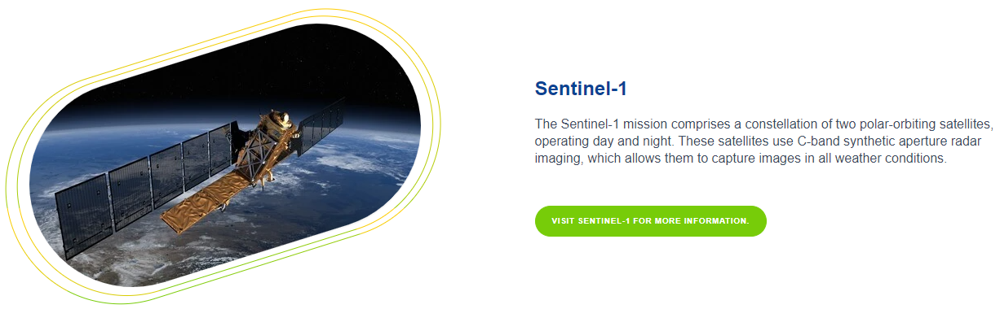 Sentinel-1
The Sentinel-1 mission comprises a constellation of two polar-orbiting satellites,
operating day and night. These satellites use C-band synthetic aperture radar
imaging, which allows them to capture images in all weather conditions.
VISIT SENTINEL-1 FOR MORE INFORMATION.